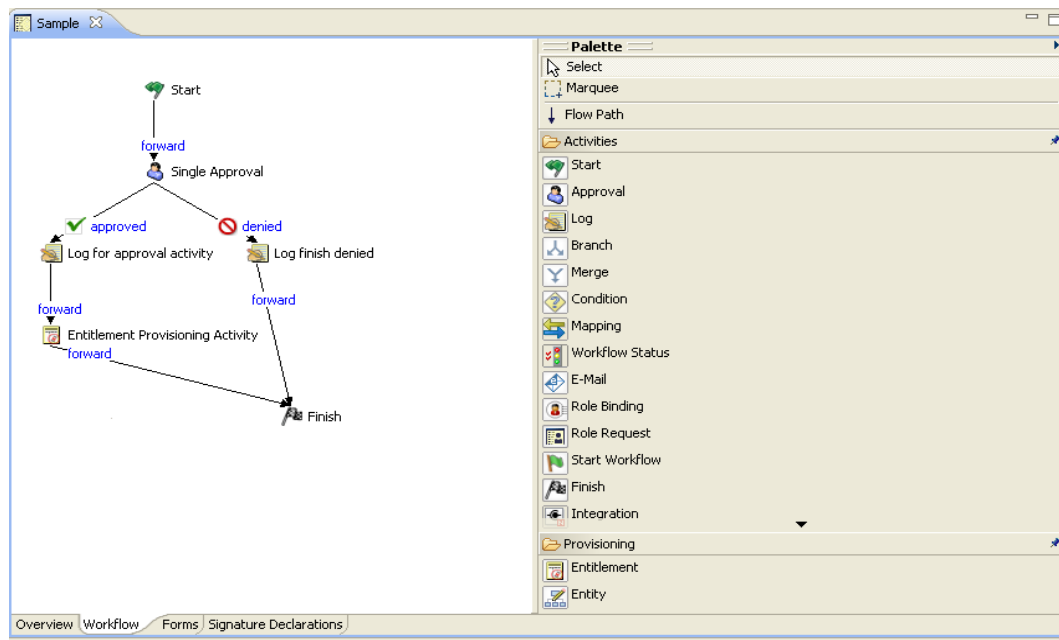 Sample
Start
forward
Single Approval
approved
denied
Log for approval activity
Log finish denied
forward
forward
Entitlement Provisioning Activity
forward
Finish
Palette
Select
Marquee
Flow Path
Activities
Start
Approval
Log
Branch
Merge
Condition
Mapping
Workflow Status
E-Mail
Role Binding
Role Request
Start Workflow
Finish
Integration
Provisioning
Entitlement
Entity
Overview Workflow Forms Signature Declarations